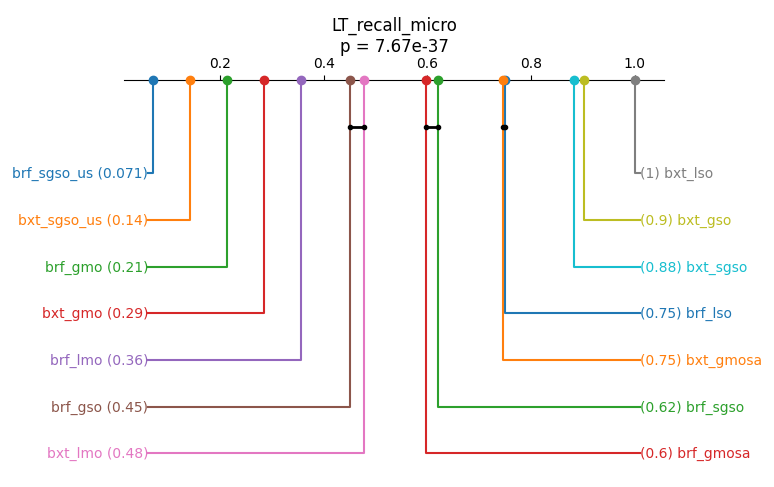 LT_recall_micro
p = 7.67e-37
0.2 0.4 0.6 0.8 1.0
brf_sgso_us (0.071) (1) bxt_lso
bxt_sgso_us (0.14) (0.9) bxt_gso
brf_gmo (0.21) (0.88) bxt_sgso
bxt_gmo (0.29) (0.75) brf_lso
brf_lmo (0.36) (0.75) bxt_gmosa
brf_gso (0.45) (0.62) brf_sgso
bxt_lmo (0.48) (0.6) brf_gmosa